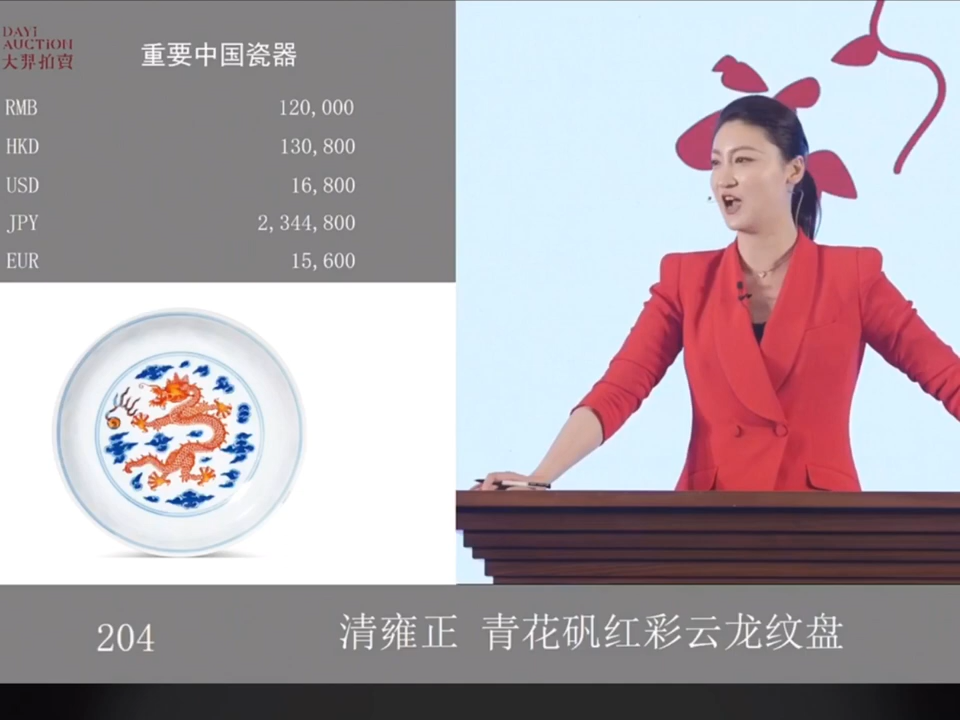 DAYI
AUCTION
大羿拍賣
重要中国瓷器
RMB 120,000
HKD 130,800
USD 16,800
JPY 2,344,800
EUR 15,600
204 清雍正 青花矾红彩云龙纹盘